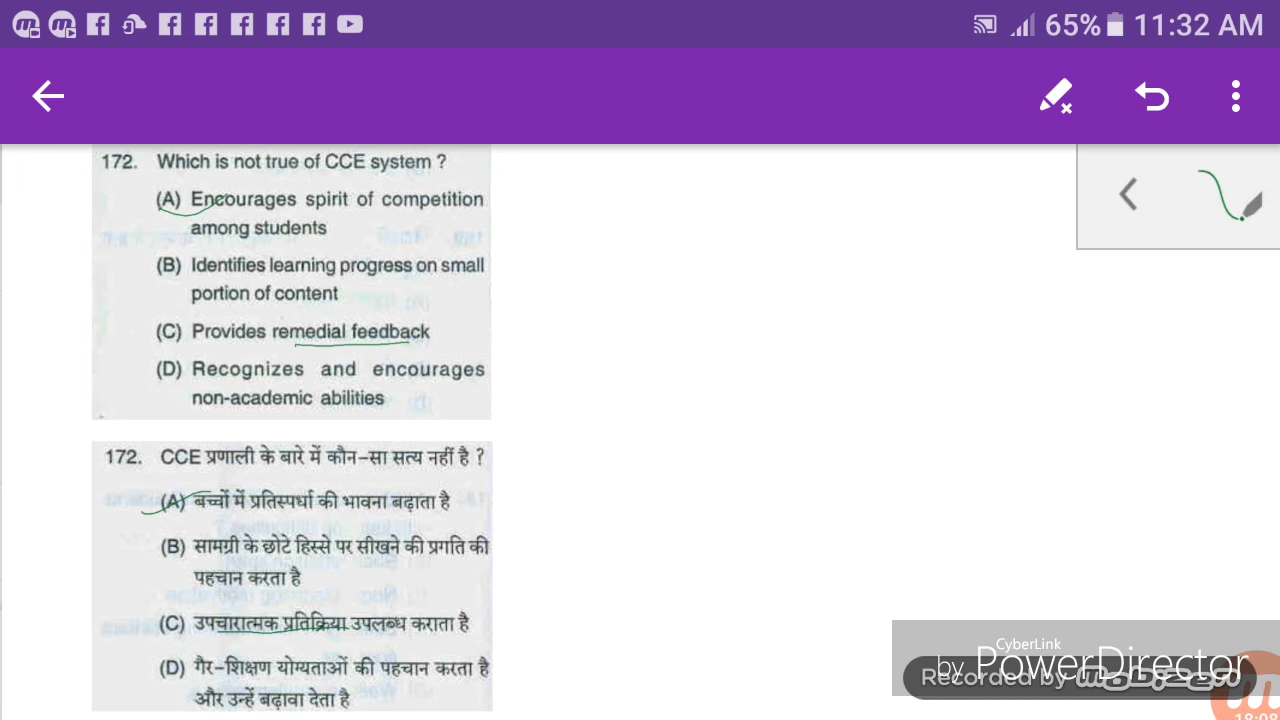 65% 11:32 AM
172. Which is not true of CCE system ?
(A) Encourages spirit of competition
among students
(B) Identifies learning progress on small
portion of content
(C) Provides remedial feedback
(D) Recognizes and encourages
non-academic abilities
172. CCE प्रणाली के बारे में कौन-सा सत्य नहीं है ?
(A) बच्चों में प्रतिस्पर्धा की भावना बढ़ाता है
(B) सामग्री के छोटे हिस्से पर सीखने की प्रगति की
पहचान करता है
(C) उपचारात्मक प्रतिक्रिया उपलब्ध कराता है
(D) गैर-शिक्षण योग्यताओं की पहचान करता है
और उन्हें बढ़ावा देता है
CyberLink
by PowerDirector
Recorded by